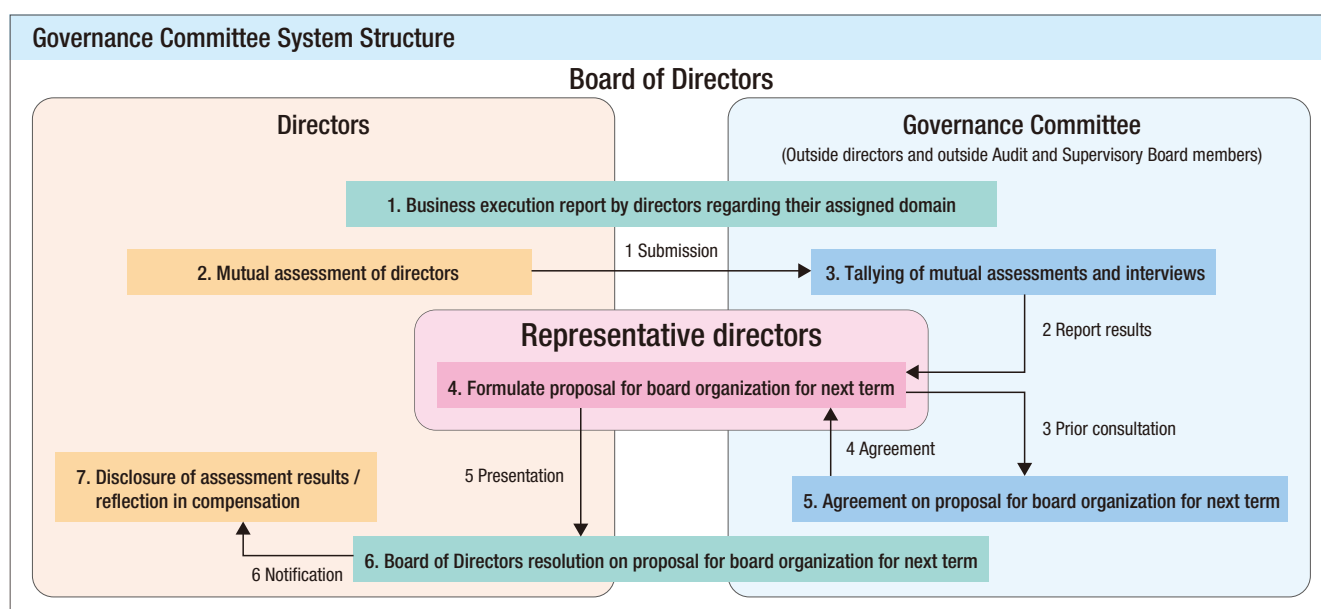 Governance Committee System Structure
Board of Directors
Directors
Governance Committee
(Outside directors and outside Audit and Supervisory Board members)
1. Business execution report by directors regarding their assigned domain
2. Mutual assessment of directors
1 Submission
3. Tallying of mutual assessments and interviews
2 Report results
Representative directors
4. Formulate proposal for board organization for next term
3 Prior consultation
4 Agreement
5 Presentation
7. Disclosure of assessment results /
reflection in compensation
5. Agreement on proposal for board organization for next term
6. Board of Directors resolution on proposal for board organization for next term
6 Notification